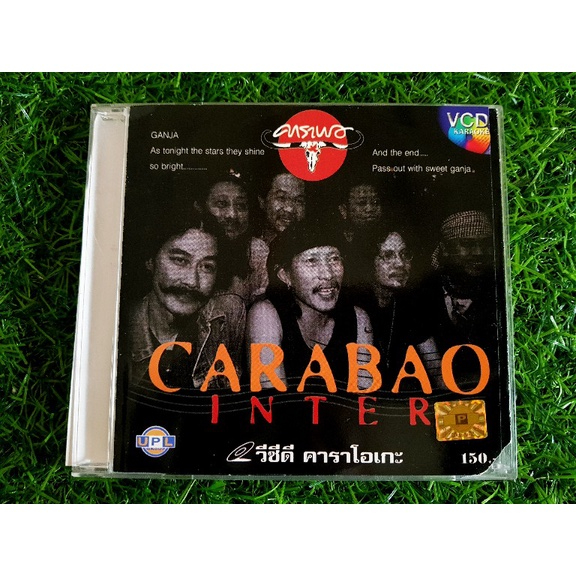 คาราบาว
VCD
KARAOKE
GANJA
As tonight the stars they shine
so bright............
And the end....
Pass out with sweet ganja.
CARABAO
INTER
P
UPL
วีซีดี คาราโอเกะ
150.-